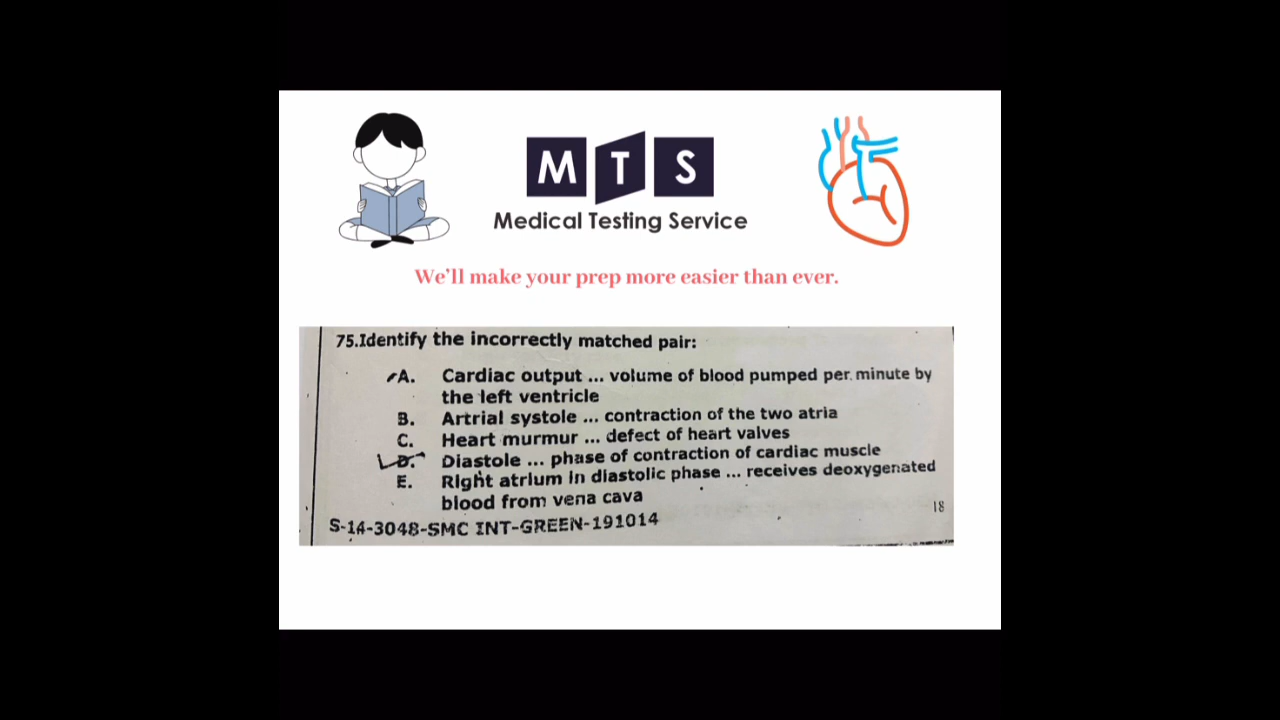 MTS
Medical Testing Service
We'll make your prep more easier than ever.
75.Identify the incorrectly matched pair:
A. Cardiac output ... volume of blood pumped per minute by
the left ventricle
B. Artrial systole ... contraction of the two atria
C. Heart murmur ... defect of heart valves
D. Diastole ... phase of contraction of cardiac muscle
E. Right atrium in diastolic phase ... receives deoxygenated
blood from vena cava
18
S-14-3048-SMC INT-GREEN-191014